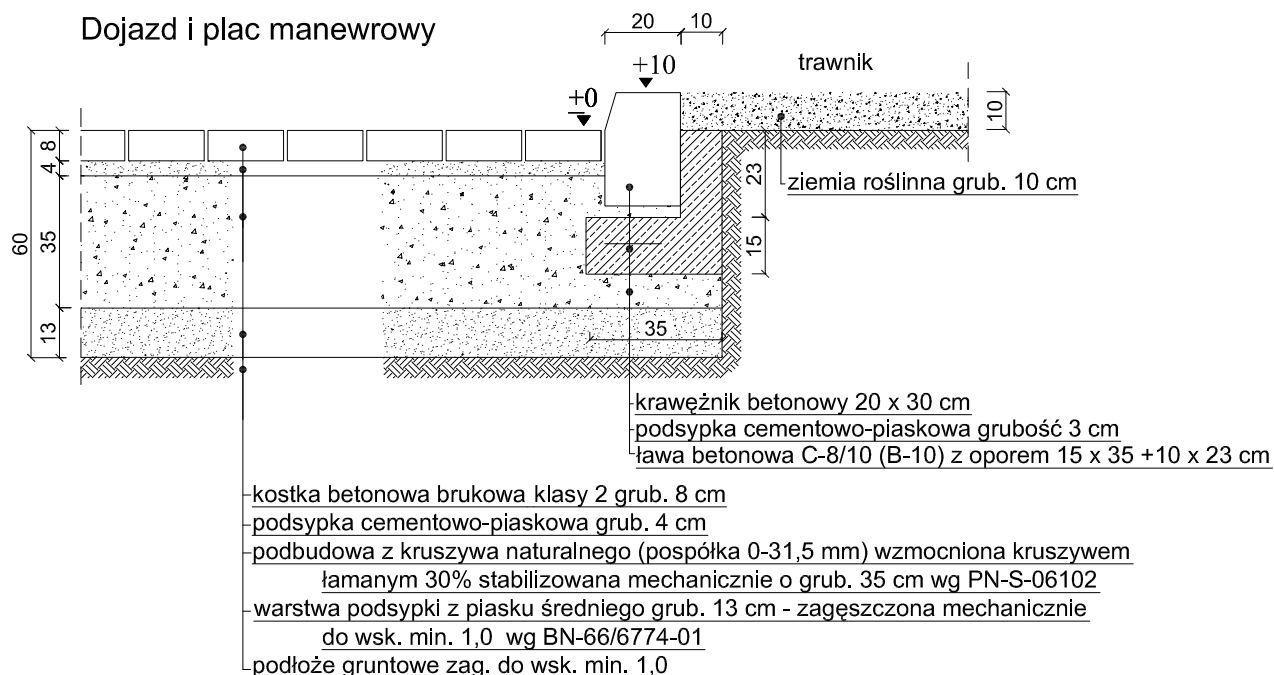 Dojazd i plac manewrowy
20
10
+10
trawnik
+0
10
8
4
23
ziemia roślinna grub. 10 cm
60
35
15
13
35
krawężnik betonowy 20 x 30 cm
podsypka cementowo-piaskowa grubość 3 cm
ława betonowa C-8/10 (B-10) z oporem 15 x 35 +10 x 23 cm
kostka betonowa brukowa klasy 2 grub. 8 cm
podsypka cementowo-piaskowa grub. 4 cm
podbudowa z kruszywa naturalnego (pospółka 0-31,5 mm) wzmocniona kruszywem
łamanym 30% stabilizowana mechanicznie o grub. 35 cm wg PN-S-06102
warstwa podsypki z piasku średniego grub. 13 cm - zagęszczona mechanicznie
do wsk. min. 1,0 wg BN-66/6774-01
podłoże gruntowe zag. do wsk. min. 1,0